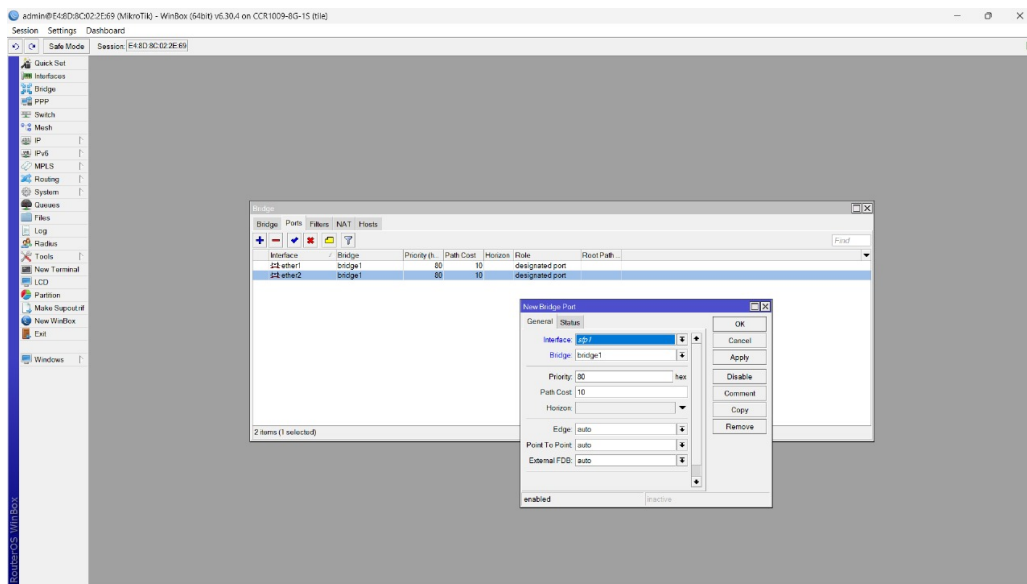 admin@E4:8D:8C:02:2E:69 (MikroTik) - WinBox (64bit) v6.30.4 on CCR1009-8G-1S (tile)
Session Settings Dashboard
Safe Mode Session: E4:8D:8C:02:2E:69
Quick Set
Interfaces
Bridge
PPP
Switch
Mesh
IP
IPv6
MPLS
Routing
System
Queues
Files
Log
Radius
Tools
New Terminal
LCD
Partition
Make Supout.rif
New WinBox
Exit
Windows
RouterOS WinBox
Bridge
Bridge Ports Filters NAT Hosts
Find
Interface Bridge Priority (h... Path Cost Horizon Role Root Path ...
ether1 bridge1 80 10 designated port
ether2 bridge1 80 10 designated port
2 items (1 selected)
New Bridge Port
General Status
Interface: sfp1
Bridge: bridge1
Priority: 80 hex
Path Cost: 10
Horizon:
Edge: auto
Point To Point: auto
External FDB: auto
enabled inactive
OK
Cancel
Apply
Disable
Comment
Copy
Remove